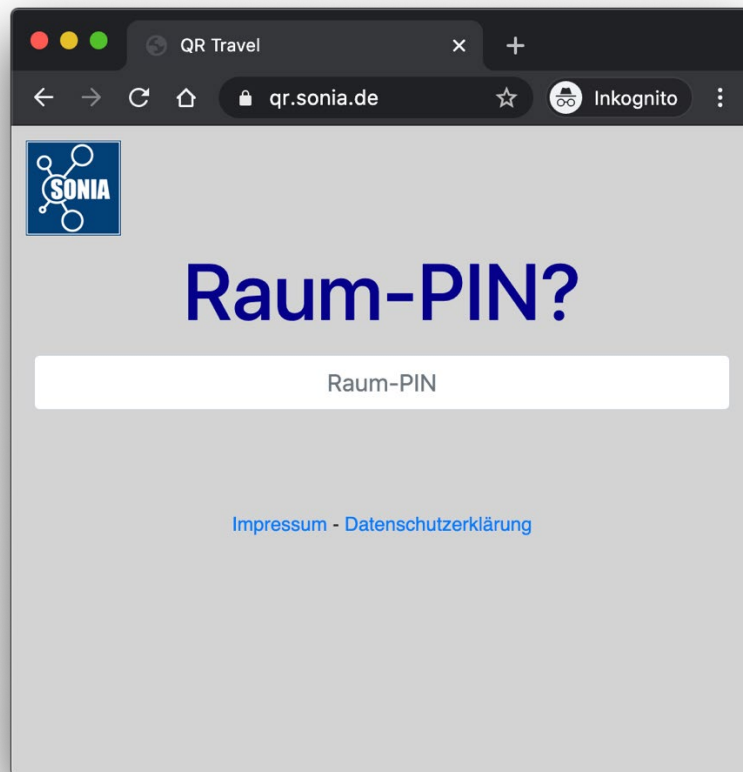 QR Travel
qr.sonia.de
Inkognito
SONIA
Raum-PIN?
Raum-PIN
Impressum - Datenschutzerklärung